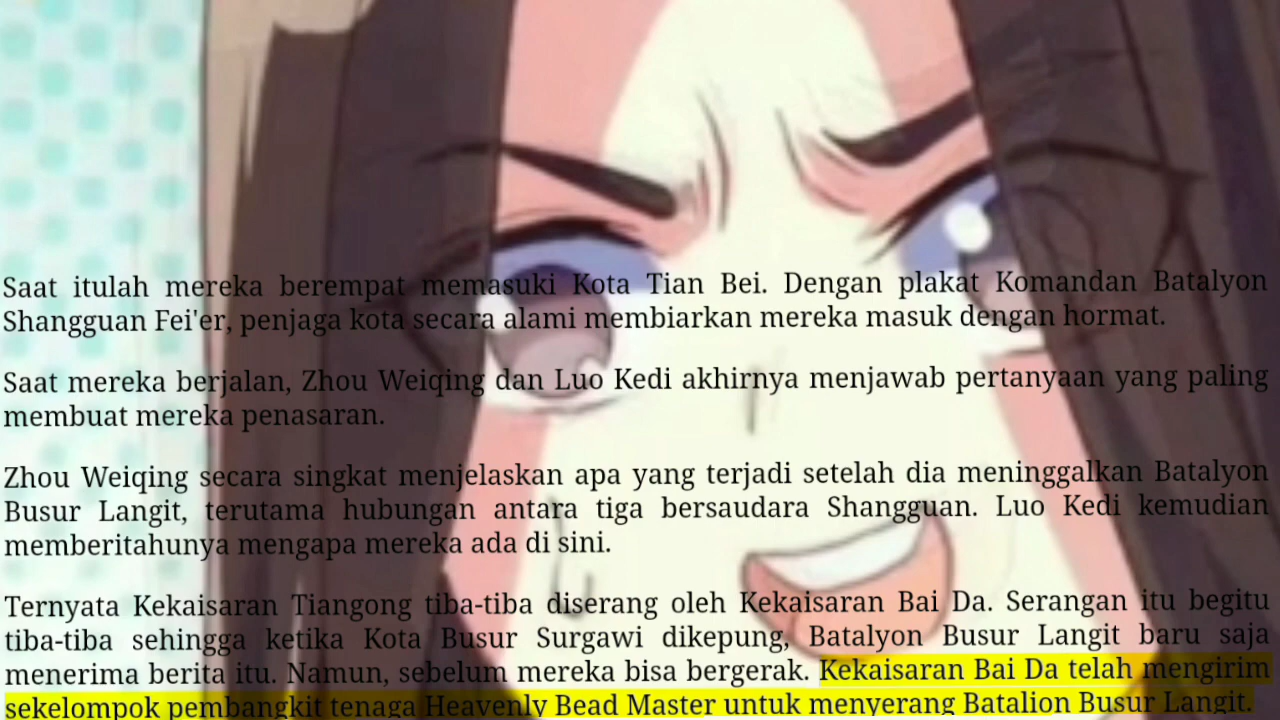 Saat itulah mereka berempat memasuki Kota Tian Bei. Dengan plakat Komandan Batalyon
Shangguan Fei'er, penjaga kota secara alami membiarkan mereka masuk dengan hormat.
Saat mereka berjalan, Zhou Weiqing dan Luo Kedi akhirnya menjawab pertanyaan yang paling
membuat mereka penasaran.
Zhou Weiqing secara singkat menjelaskan apa yang terjadi setelah dia meninggalkan Batalyon
Busur Langit, terutama hubungan antara tiga bersaudara Shangguan. Luo Kedi kemudian
memberitahunya mengapa mereka ada di sini.
Ternyata Kekaisaran Tiangong tiba-tiba diserang oleh Kekaisaran Bai Da. Serangan itu begitu
tiba-tiba sehingga ketika Kota Busur Surgawi dikepung, Batalyon Busur Langit baru saja
menerima berita itu. Namun, sebelum mereka bisa bergerak. Kekaisaran Bai Da telah mengirim
sekelompok pembangkit tenaga Heavenly Bead Master untuk menyerang Batalion Busur Langit.